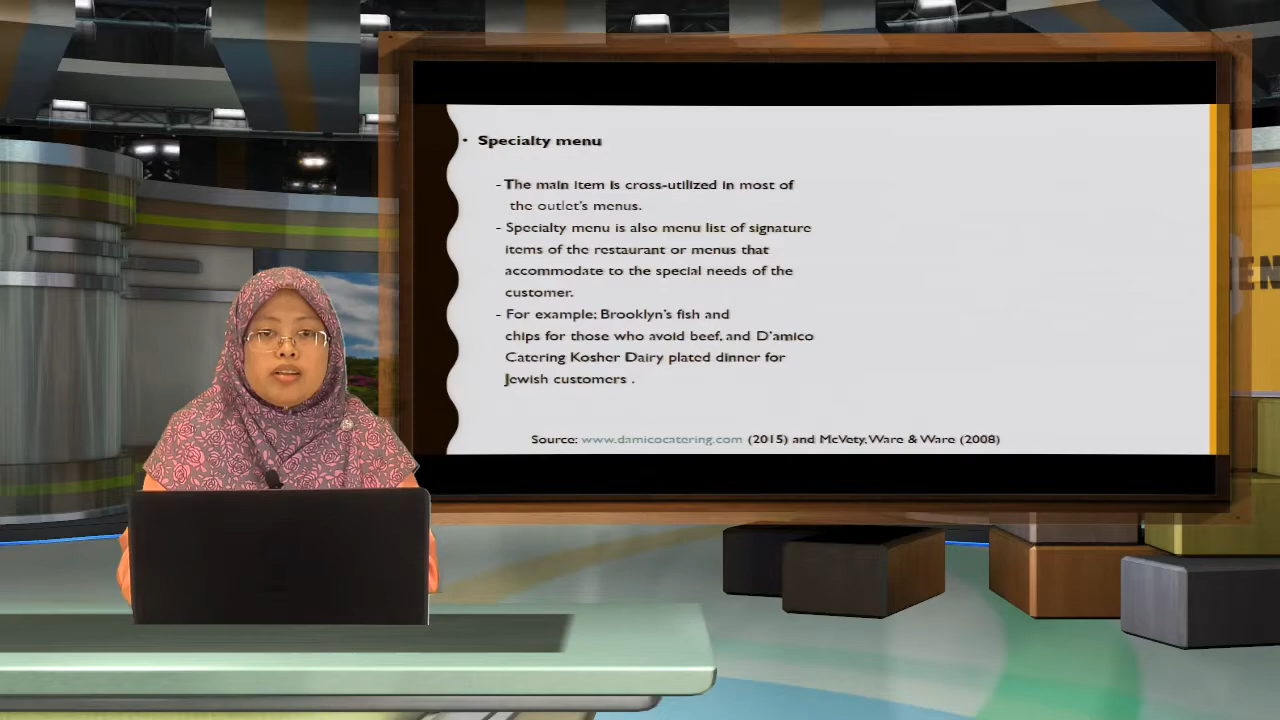 • Specialty menu
- The main item is cross-utilized in most of
the outlet's menus.
- Specialty menu is also menu list of signature
items of the restaurant or menus that
accommodate to the special needs of the
customer.
- For example; Brooklyn's fish and
chips for those who avoid beef, and D'amico
Catering Kosher Dairy plated dinner for
Jewish customers .
Source: www.damicocatering.com (2015) and McVety, Ware & Ware (2008)
EN